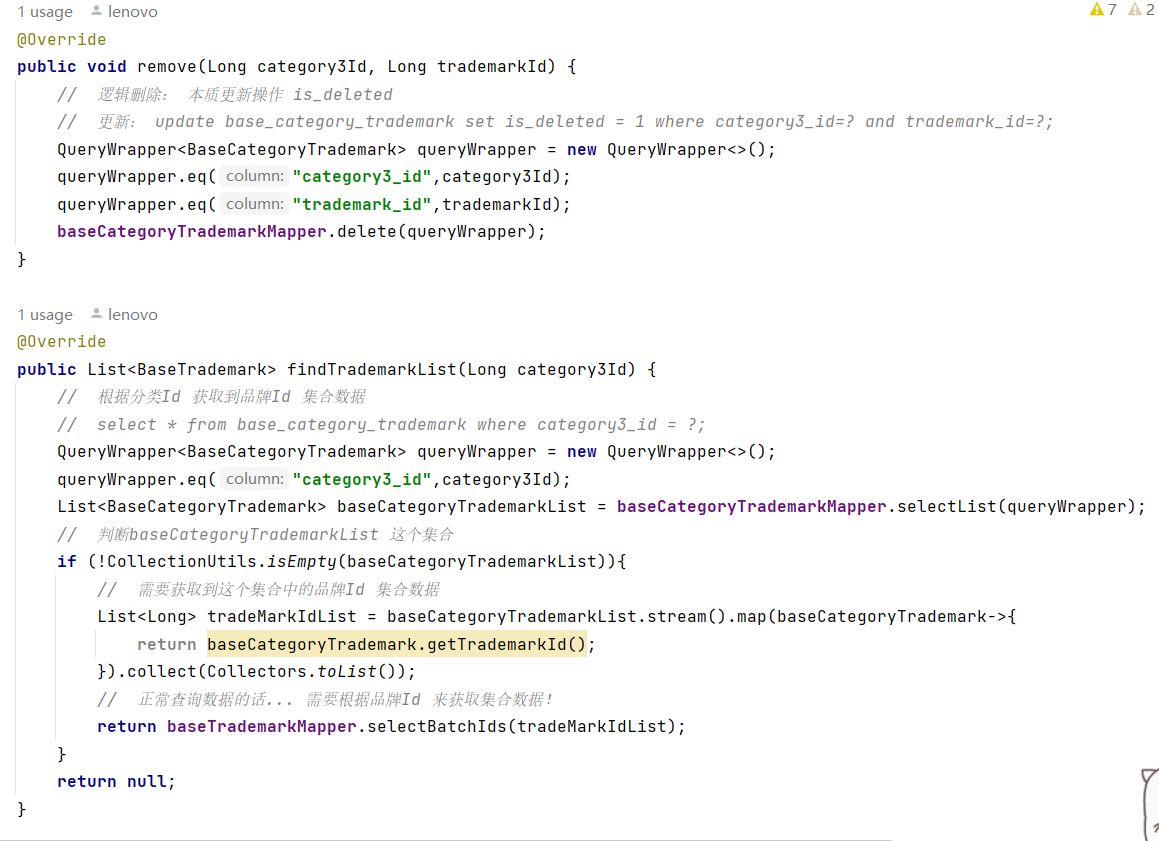 1 usage lenovo 7 2
@Override
public void remove(Long category3Id, Long trademarkId) {
// 逻辑删除： 本质更新操作 is_deleted
// 更新： update base_category_trademark set is_deleted = 1 where category3_id=? and trademark_id=?;
QueryWrapper<BaseCategoryTrademark> queryWrapper = new QueryWrapper<>();
queryWrapper.eq( column: "category3_id",category3Id);
queryWrapper.eq( column: "trademark_id",trademarkId);
baseCategoryTrademarkMapper.delete(queryWrapper);
}
1 usage lenovo
@Override
public List<BaseTrademark> findTrademarkList(Long category3Id) {
// 根据分类Id 获取到品牌Id 集合数据
// select * from base_category_trademark where category3_id = ?;
QueryWrapper<BaseCategoryTrademark> queryWrapper = new QueryWrapper<>();
queryWrapper.eq( column: "category3_id",category3Id);
List<BaseCategoryTrademark> baseCategoryTrademarkList = baseCategoryTrademarkMapper.selectList(queryWrapper);
// 判断baseCategoryTrademarkList 这个集合
if (!CollectionUtils.isEmpty(baseCategoryTrademarkList)){
// 需要获取到这个集合中的品牌Id 集合数据
List<Long> tradeMarkIdList = baseCategoryTrademarkList.stream().map(baseCategoryTrademark->{
return baseCategoryTrademark.getTrademarkId();
}).collect(Collectors.toList());
// 正常查询数据的话... 需要根据品牌Id 来获取集合数据！
return baseTrademarkMapper.selectBatchIds(tradeMarkIdList);
}
return null;
}